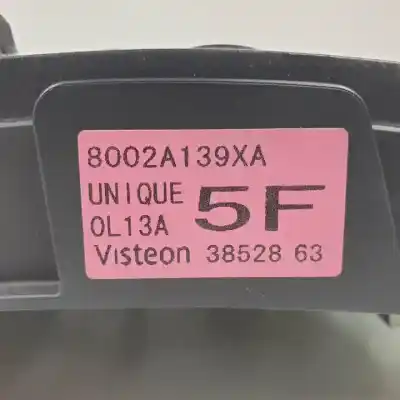 8002A139XA
UNIQUE 5F
0L13A
Visteon 38528 63